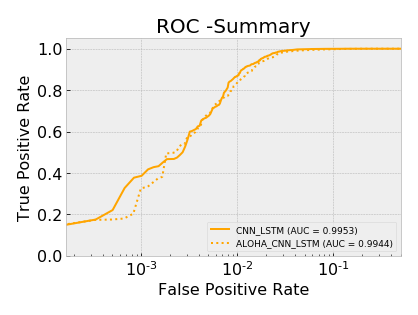 ROC -Summary
True Positive Rate
1.0
0.8
0.6
0.4
0.2
0.0
CNN_LSTM (AUC = 0.9953)
ALOHA_CNN_LSTM (AUC = 0.9944)
10⁻³ 10⁻² 10⁻¹
False Positive Rate